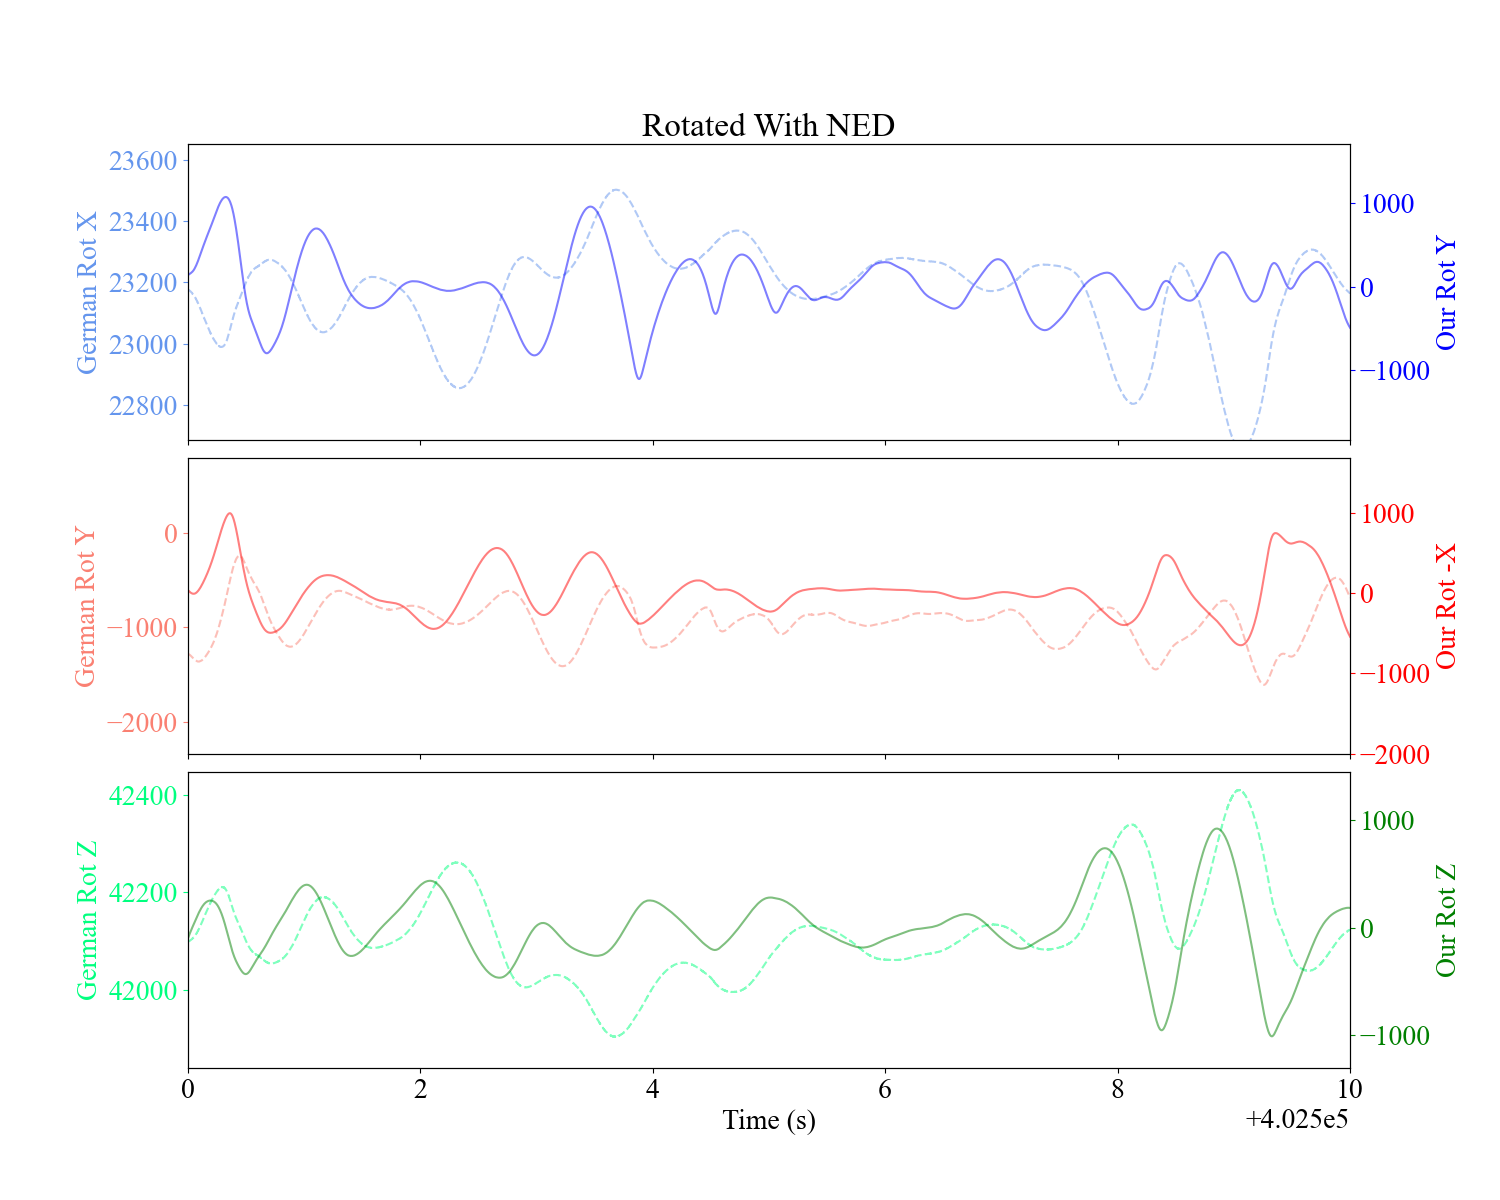 Rotated With NED
23600
23400
23200
23000
22800
German Rot X
1000
0
−1000
Our Rot Y
0
−1000
−2000
German Rot Y
1000
0
−1000
−2000
Our Rot -X
42400
42200
42000
German Rot Z
1000
0
−1000
Our Rot Z
0 2 4 6 8 10
Time (s)
+4.025e5